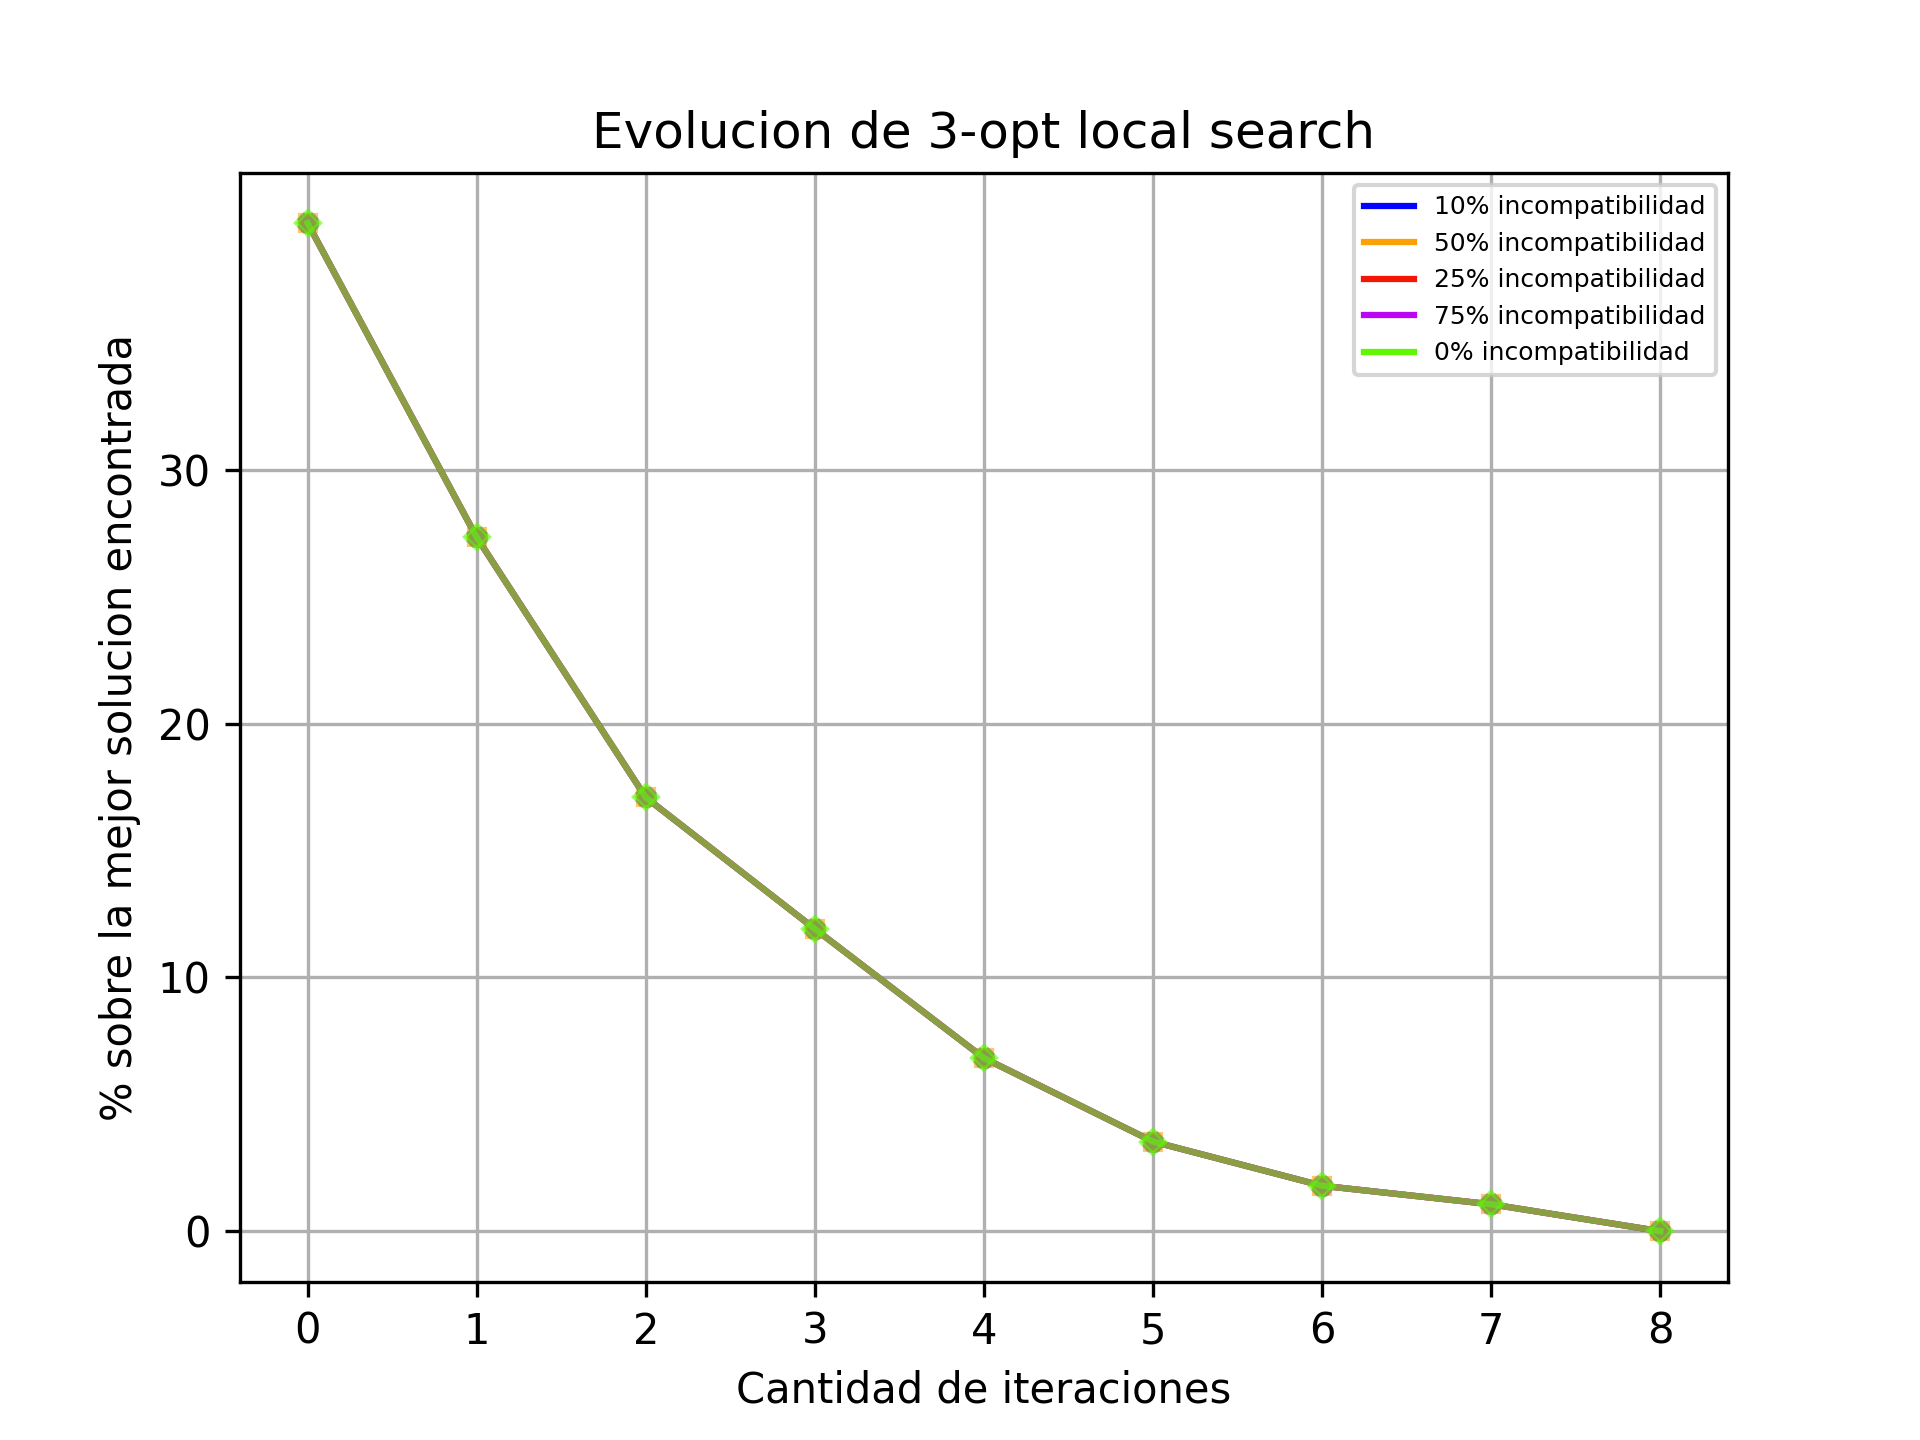 Evolucion de 3-opt local search
10% incompatibilidad
50% incompatibilidad
25% incompatibilidad
75% incompatibilidad
0% incompatibilidad
% sobre la mejor solucion encontrada
30
20
10
0
0 1 2 3 4 5 6 7 8
Cantidad de iteraciones